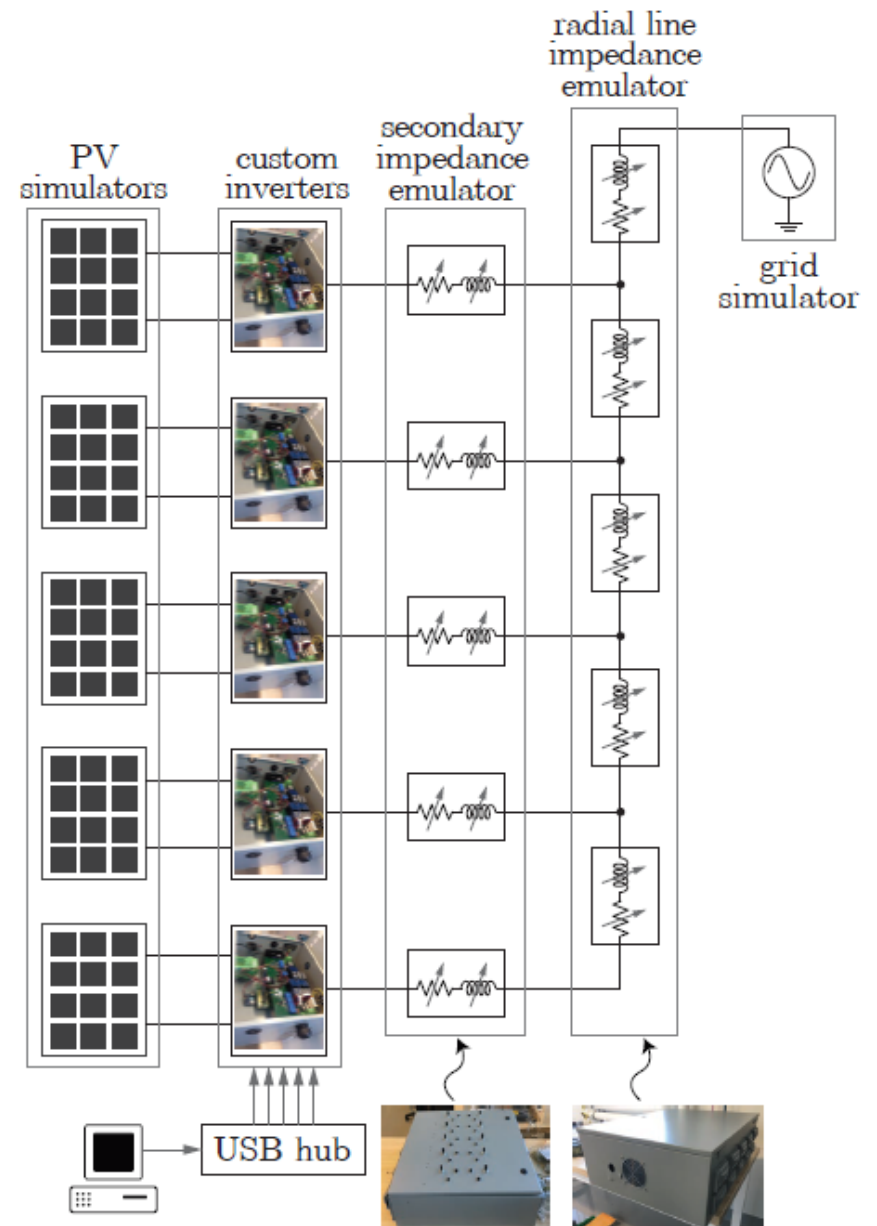 radial line
impedance
emulator
secondary
impedance
emulator
PV
simulators
custom
inverters
grid
simulator
USB hub